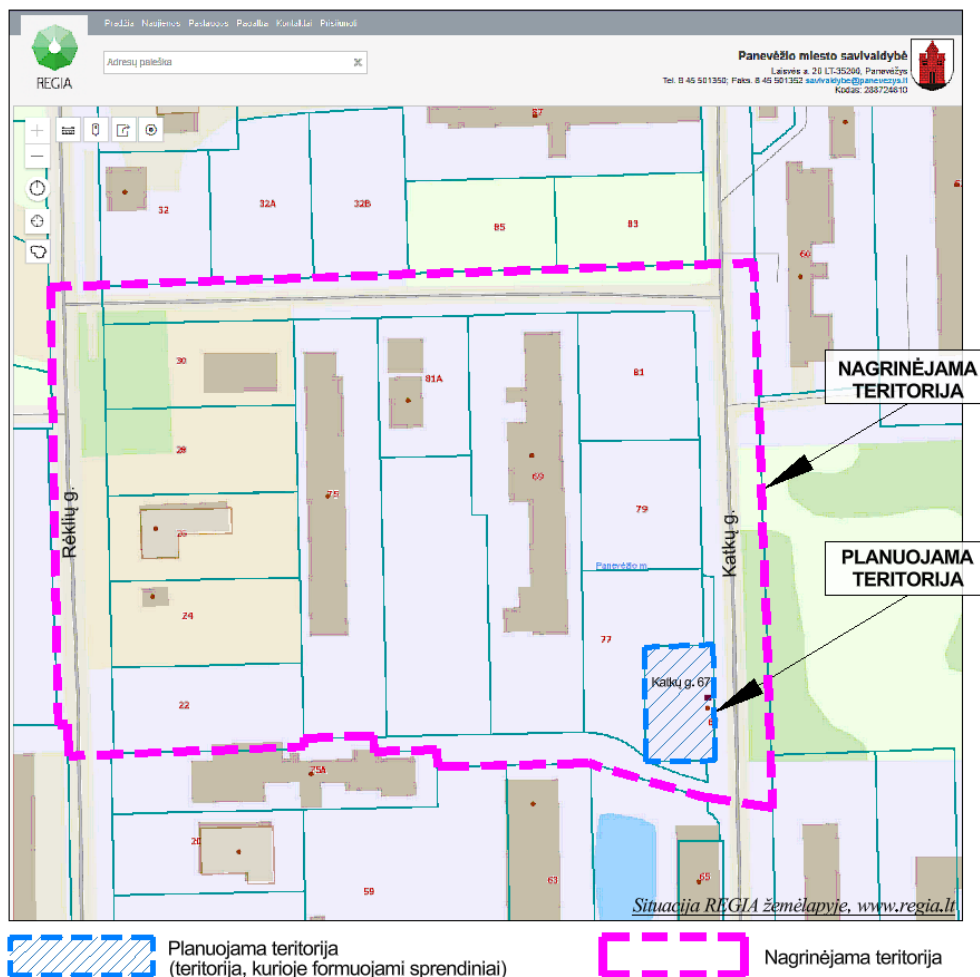 Pradžia Naujienos Paslaugos Pagalba Kontaktai Prisijungti
REGIA
Adresų paieška
Panevėžio miesto savivaldybė
Laisvės a. 20 LT-35200, Panevėžys
Tel. 8 45 501350; Faks. 8 45 501352 savivaldybe@panevezys.lt
Kodas: 288724610
67
32
32A
32B
85
83
60
30
81A
81
NAGRINĖJAMA
TERITORIJA
28
75
69
79
26
Rėklių g.
Katkų g.
Panevėžio m.
PLANUOJAMA
TERITORIJA
24
77
Katkų g. 67
22
75A
20
59
63
65
Situacija REGIA žemėlapyje, www.regia.lt
Planuojama teritorija
(teritorija, kurioje formuojami sprendiniai)
Nagrinėjama teritorija